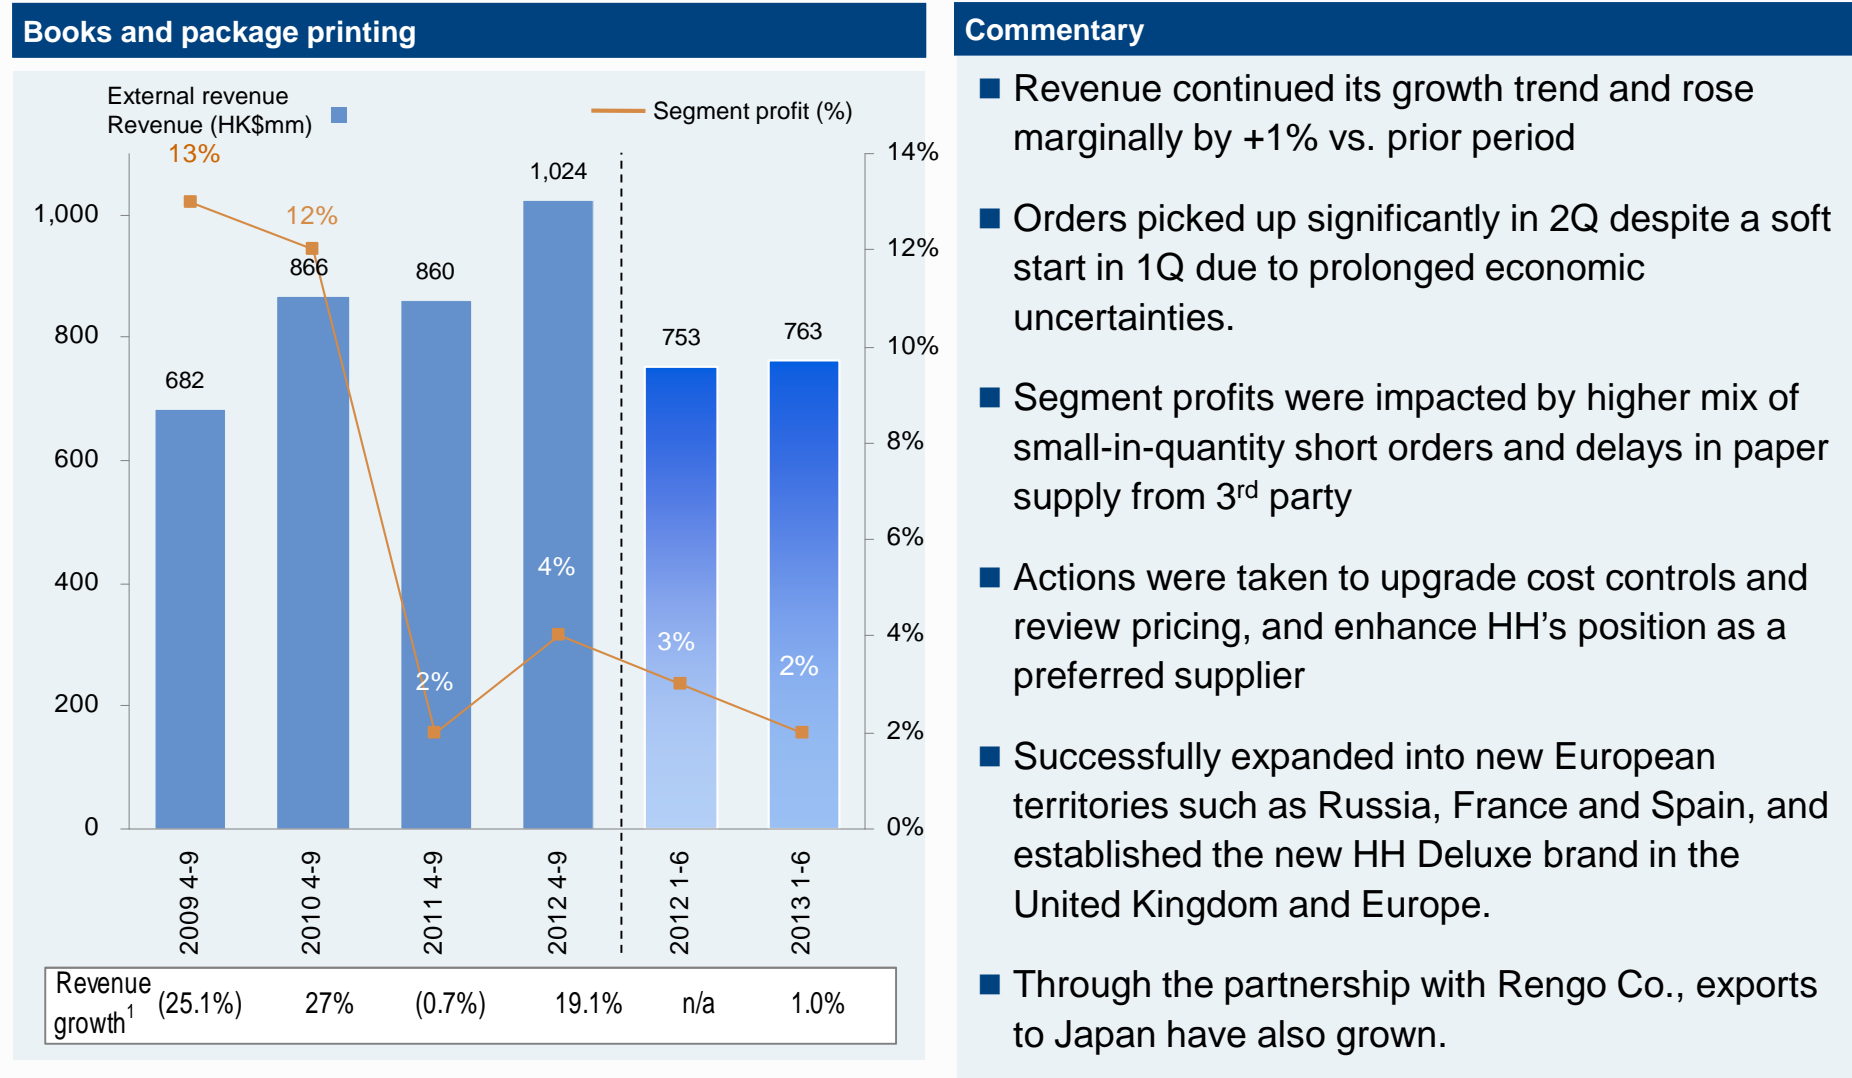 Books and package printing
External revenue
Revenue (HK$mm)
Segment profit (%)
13%
12%
2%
4%
3%
2%
682
866
860
1,024
753
763
1,000
800
600
400
200
0
14%
12%
10%
8%
6%
4%
2%
0%
2009 4-9
2010 4-9
2011 4-9
2012 4-9
2012 1-6
2013 1-6
Revenue
growth1
(25.1%) 27% (0.7%) 19.1% n/a 1.0%
Commentary
Revenue continued its growth trend and rose
marginally by +1% vs. prior period
Orders picked up significantly in 2Q despite a soft
start in 1Q due to prolonged economic
uncertainties.
Segment profits were impacted by higher mix of
small-in-quantity short orders and delays in paper
supply from 3rd party
Actions were taken to upgrade cost controls and
review pricing, and enhance HH’s position as a
preferred supplier
Successfully expanded into new European
territories such as Russia, France and Spain, and
established the new HH Deluxe brand in the
United Kingdom and Europe.
Through the partnership with Rengo Co., exports
to Japan have also grown.